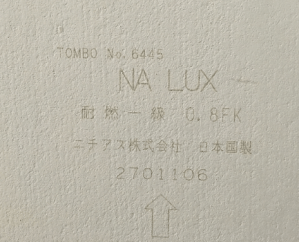 TOMBO No.6445
NA LUX
耐燃一級 0.8FK
ニチアス株式会社 日本国製
2701106